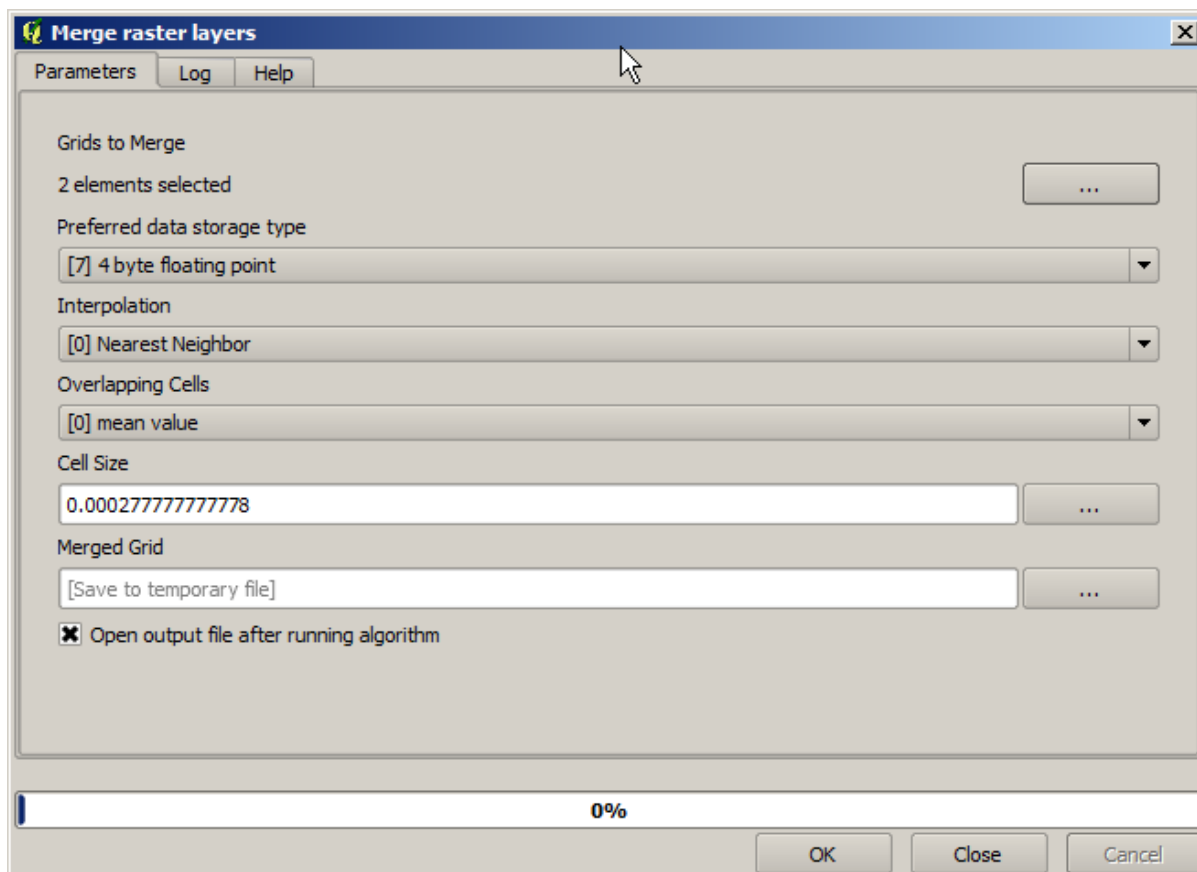 Merge raster layers
Parameters Log Help
Grids to Merge
2 elements selected
...
Preferred data storage type
[7] 4 byte floating point
Interpolation
[0] Nearest Neighbor
Overlapping Cells
[0] mean value
Cell Size
0.000277777777778
...
Merged Grid
[Save to temporary file]
...
Open output file after running algorithm
0%
OK Close Cancel